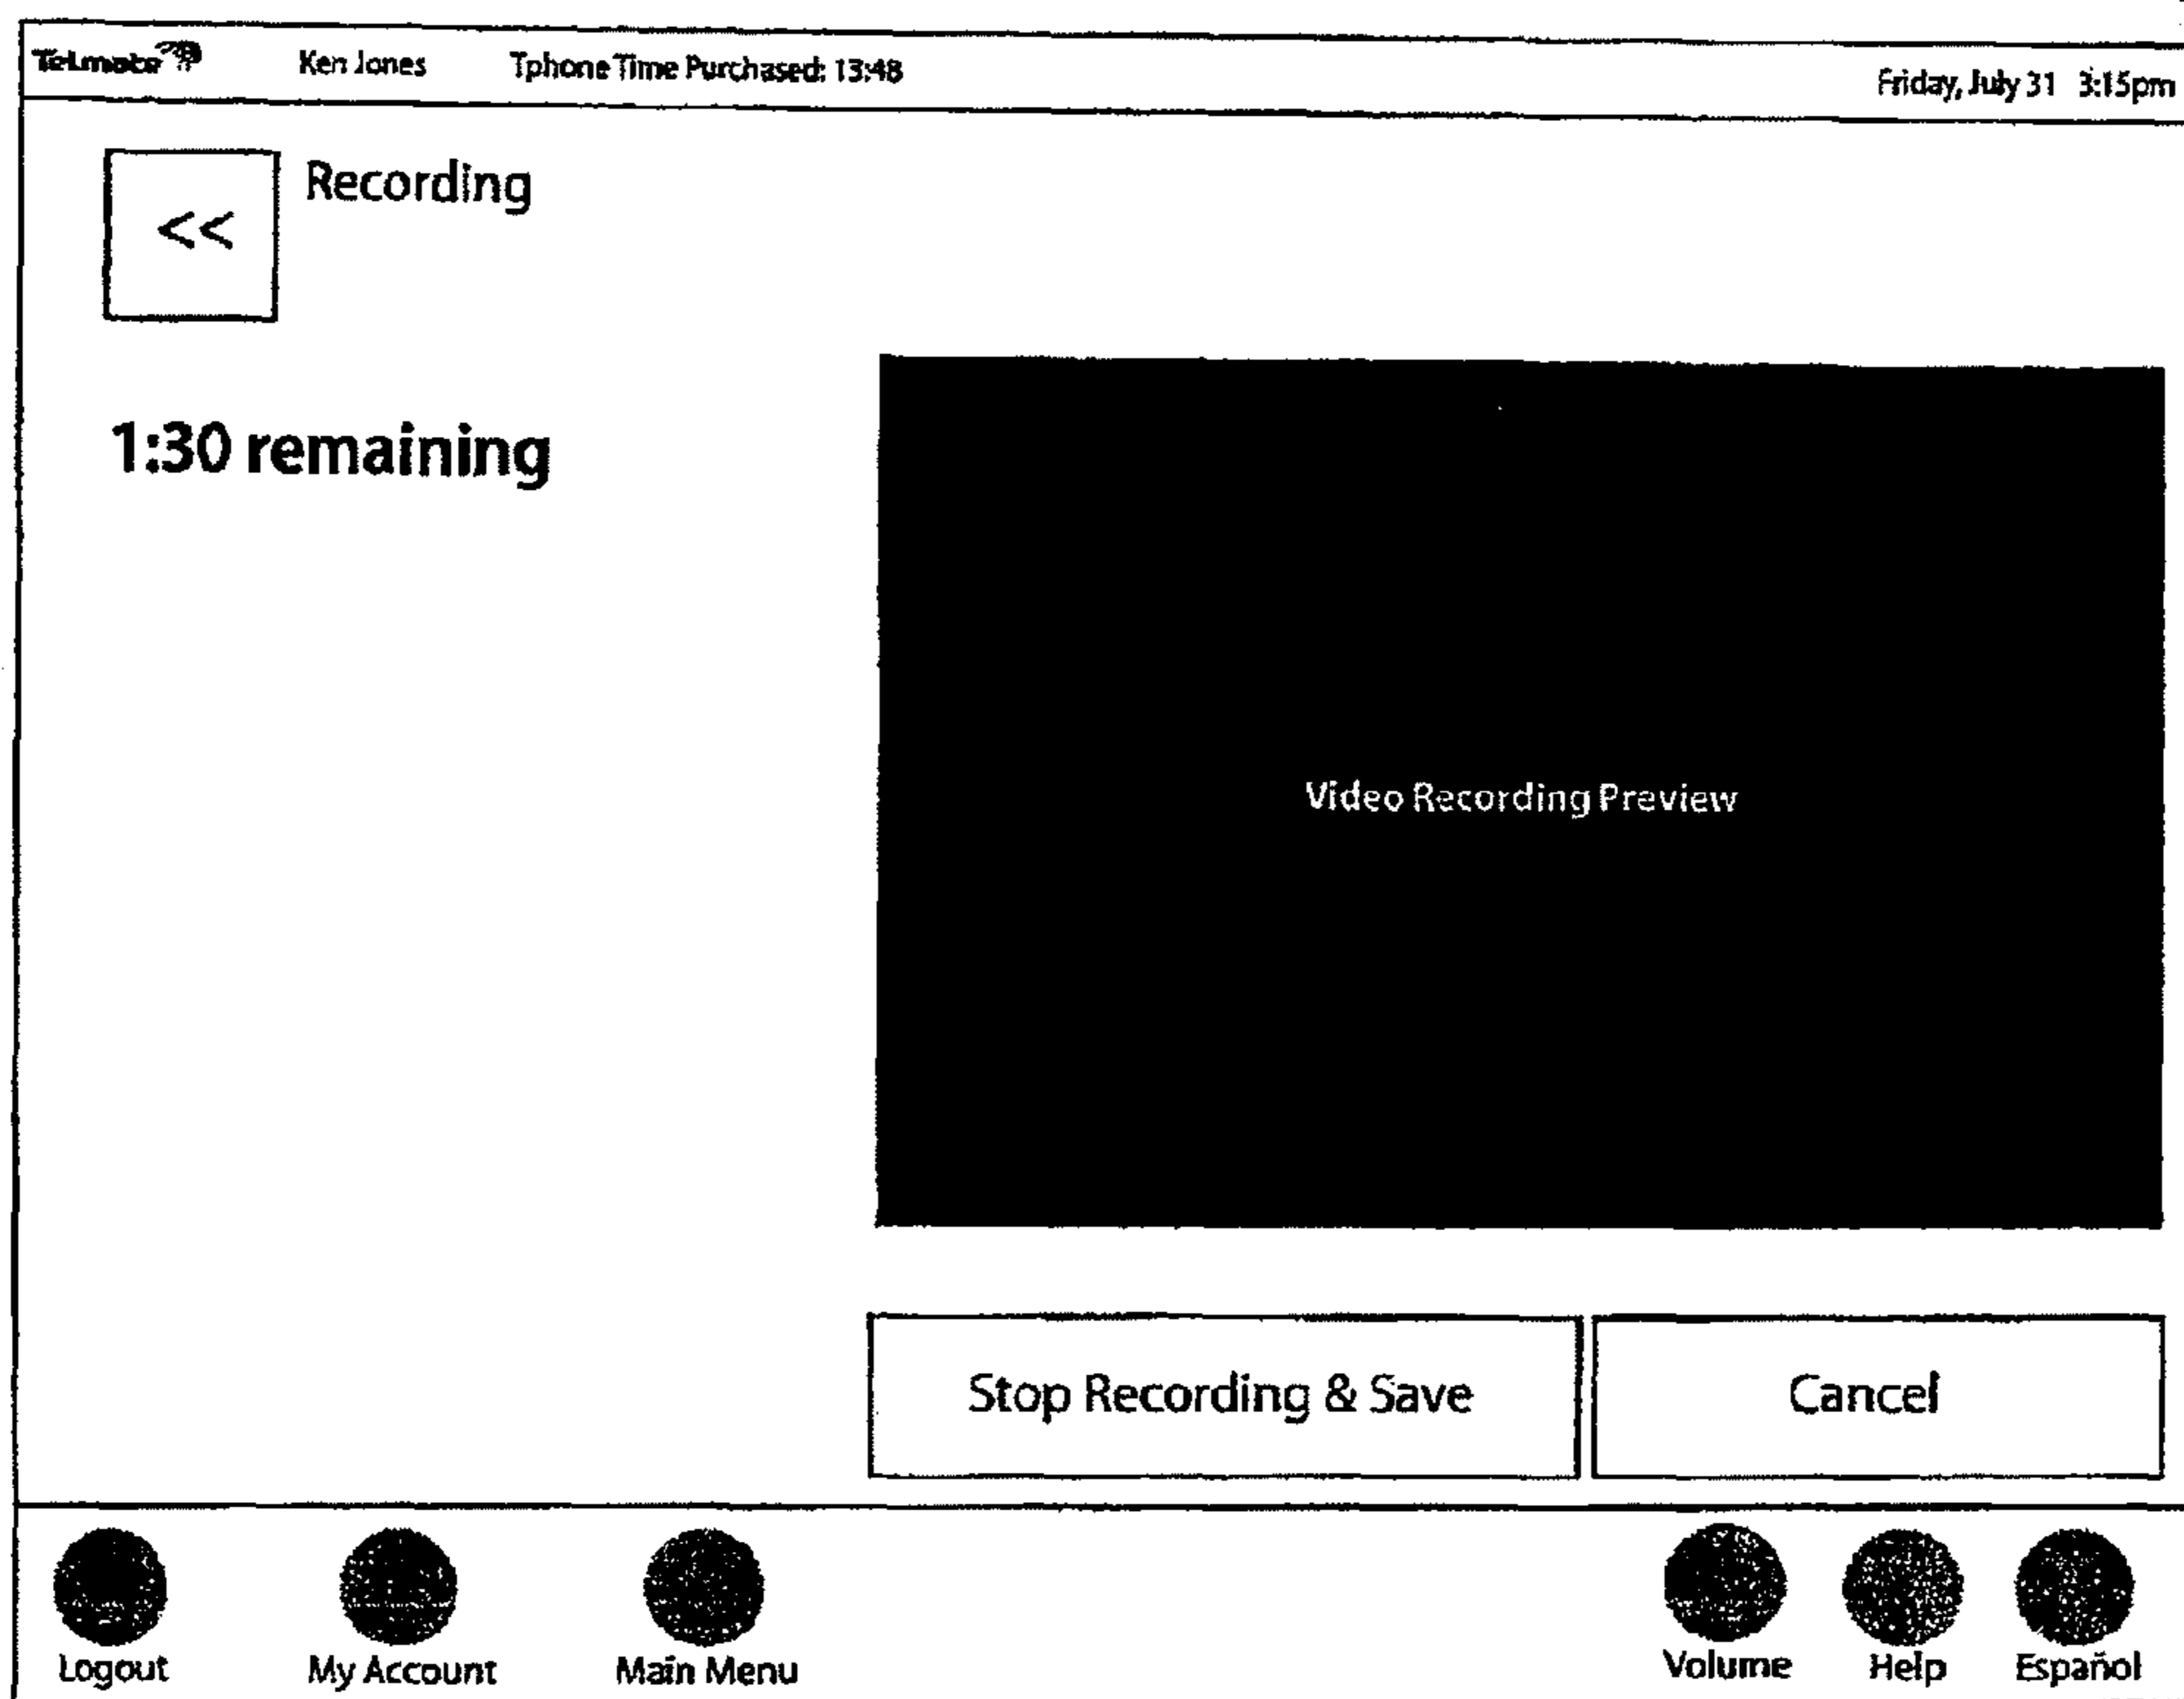 Telmate Ken Jones Tphone Time Purchased: 13:48 Friday, July 31 3:15pm
<< Recording
1:30 remaining
Video Recording Preview
Stop Recording & Save Cancel
Logout My Account Main Menu Volume Help Español